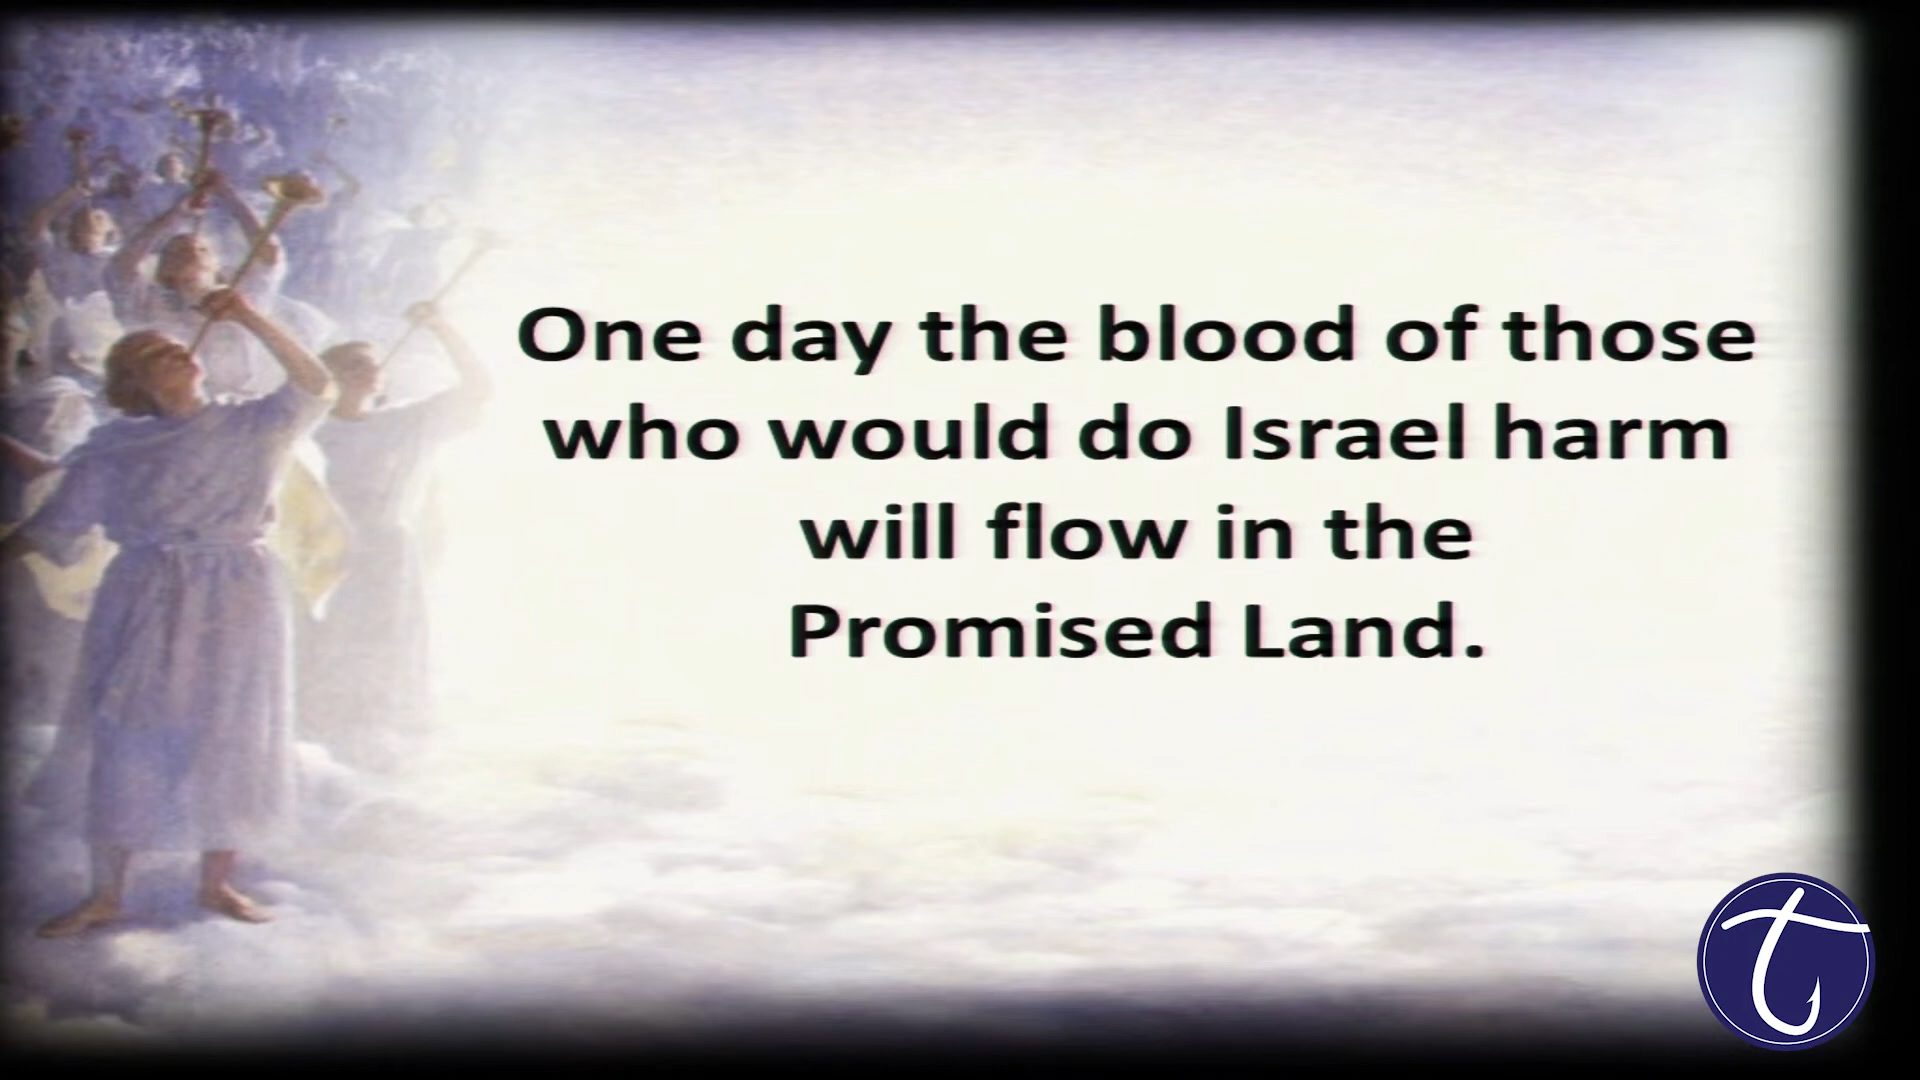 One day the blood of those
who would do Israel harm
will flow in the
Promised Land.